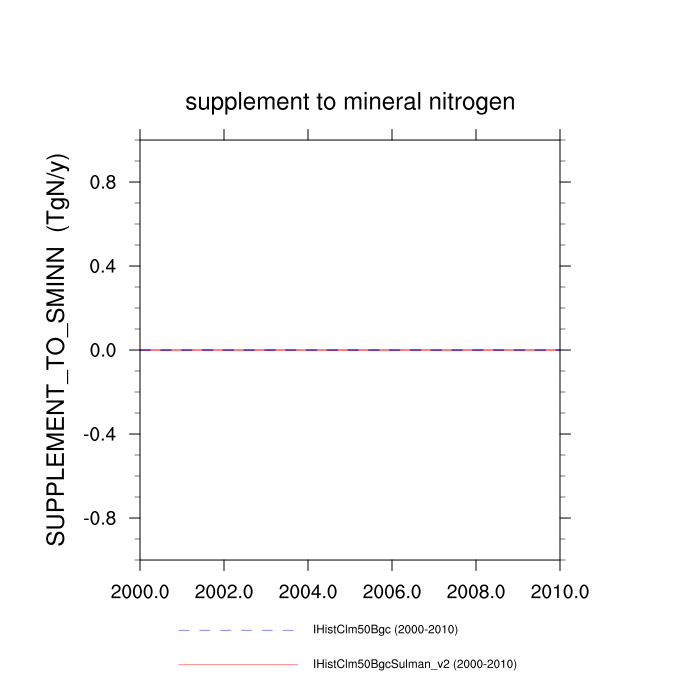 supplement to mineral nitrogen
SUPPLEMENT_TO_SMINN (TgN/y)
0.8
0.4
0.0
-0.4
-0.8
2000.0 2002.0 2004.0 2006.0 2008.0 2010.0
IHistClm50Bgc (2000-2010)
IHistClm50BgcSulman_v2 (2000-2010)